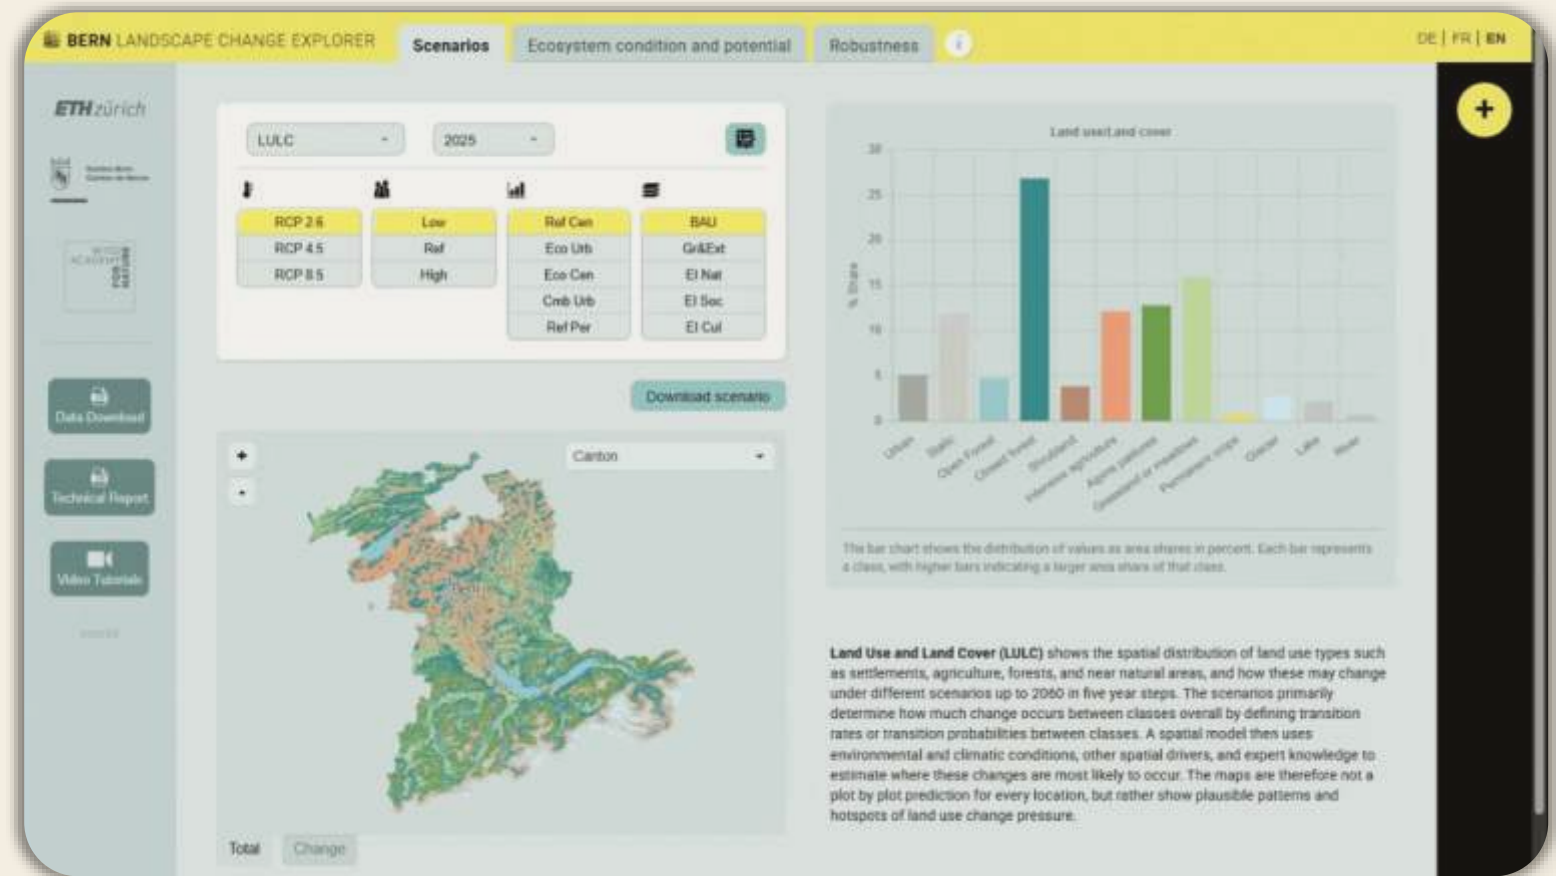 BERN LANDSCAPE CHANGE EXPLORER
Scenarios
Ecosystem condition and potential
Robustness
i
DE | FR | EN
ETH zürich
ACADEMY
FOR
NATURE
Data Download
Technical Report
Video Tutorials
LULC
2025
RCP 2.6
RCP 4.5
RCP 8.5
Low
Ref
High
Ref Cen
Eco Urb
Eco Cen
Cmb Urb
Ref Per
BAU
Gr&Ext
EI Nat
EI Soc
EI Cul
Download scenario
+
-
Canton
Total
Change
+
Land use/Land cover
% Share
30
25
20
15
10
5
0
Urban
Static
Open Forest
Closed forest
Shrubland
Intensive agriculture
Alpine pastures
Grassland or meadows
Permanent crops
Glacier
Lake
River
The bar chart shows the distribution of values as area shares in percent. Each bar represents
a class, with higher bars indicating a larger area share of that class.
Land Use and Land Cover (LULC) shows the spatial distribution of land use types such
as settlements, agriculture, forests, and near natural areas, and how these may change
under different scenarios up to 2060 in five year steps. The scenarios primarily
determine how much change occurs between classes overall by defining transition
rates or transition probabilities between classes. A spatial model then uses
environmental and climatic conditions, other spatial drivers, and expert knowledge to
estimate where these changes are most likely to occur. The maps are therefore not a
plot by plot prediction for every location, but rather show plausible patterns and
hotspots of land use change pressure.